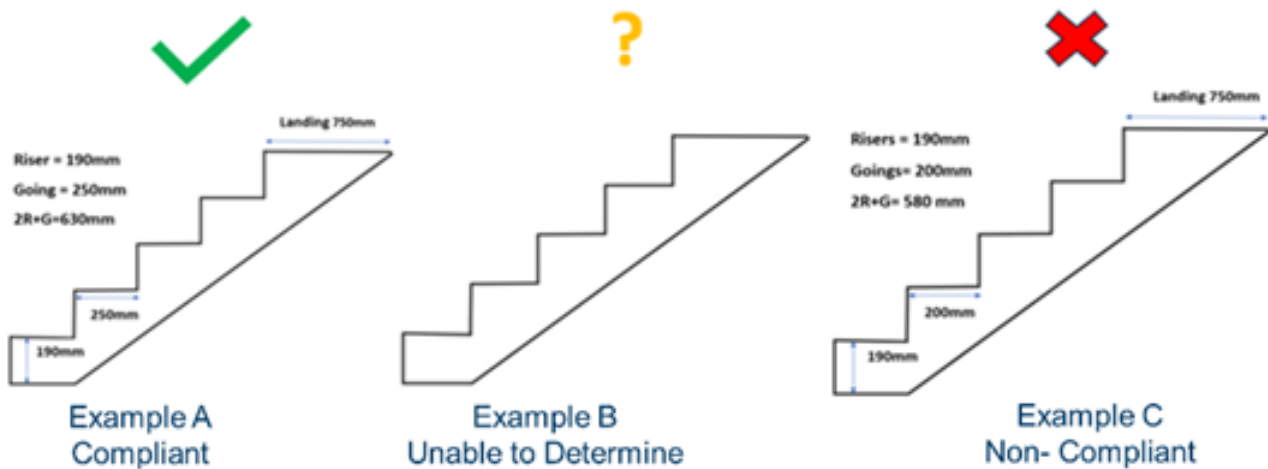 ?
Landing 750mm
Riser = 190mm
Going = 250mm
2R+G=630mm
250mm
190mm
Example A
Compliant
Example B
Unable to Determine
Landing 750mm
Risers = 190mm
Goings= 200mm
2R+G= 580 mm
200mm
190mm
Example C
Non- Compliant